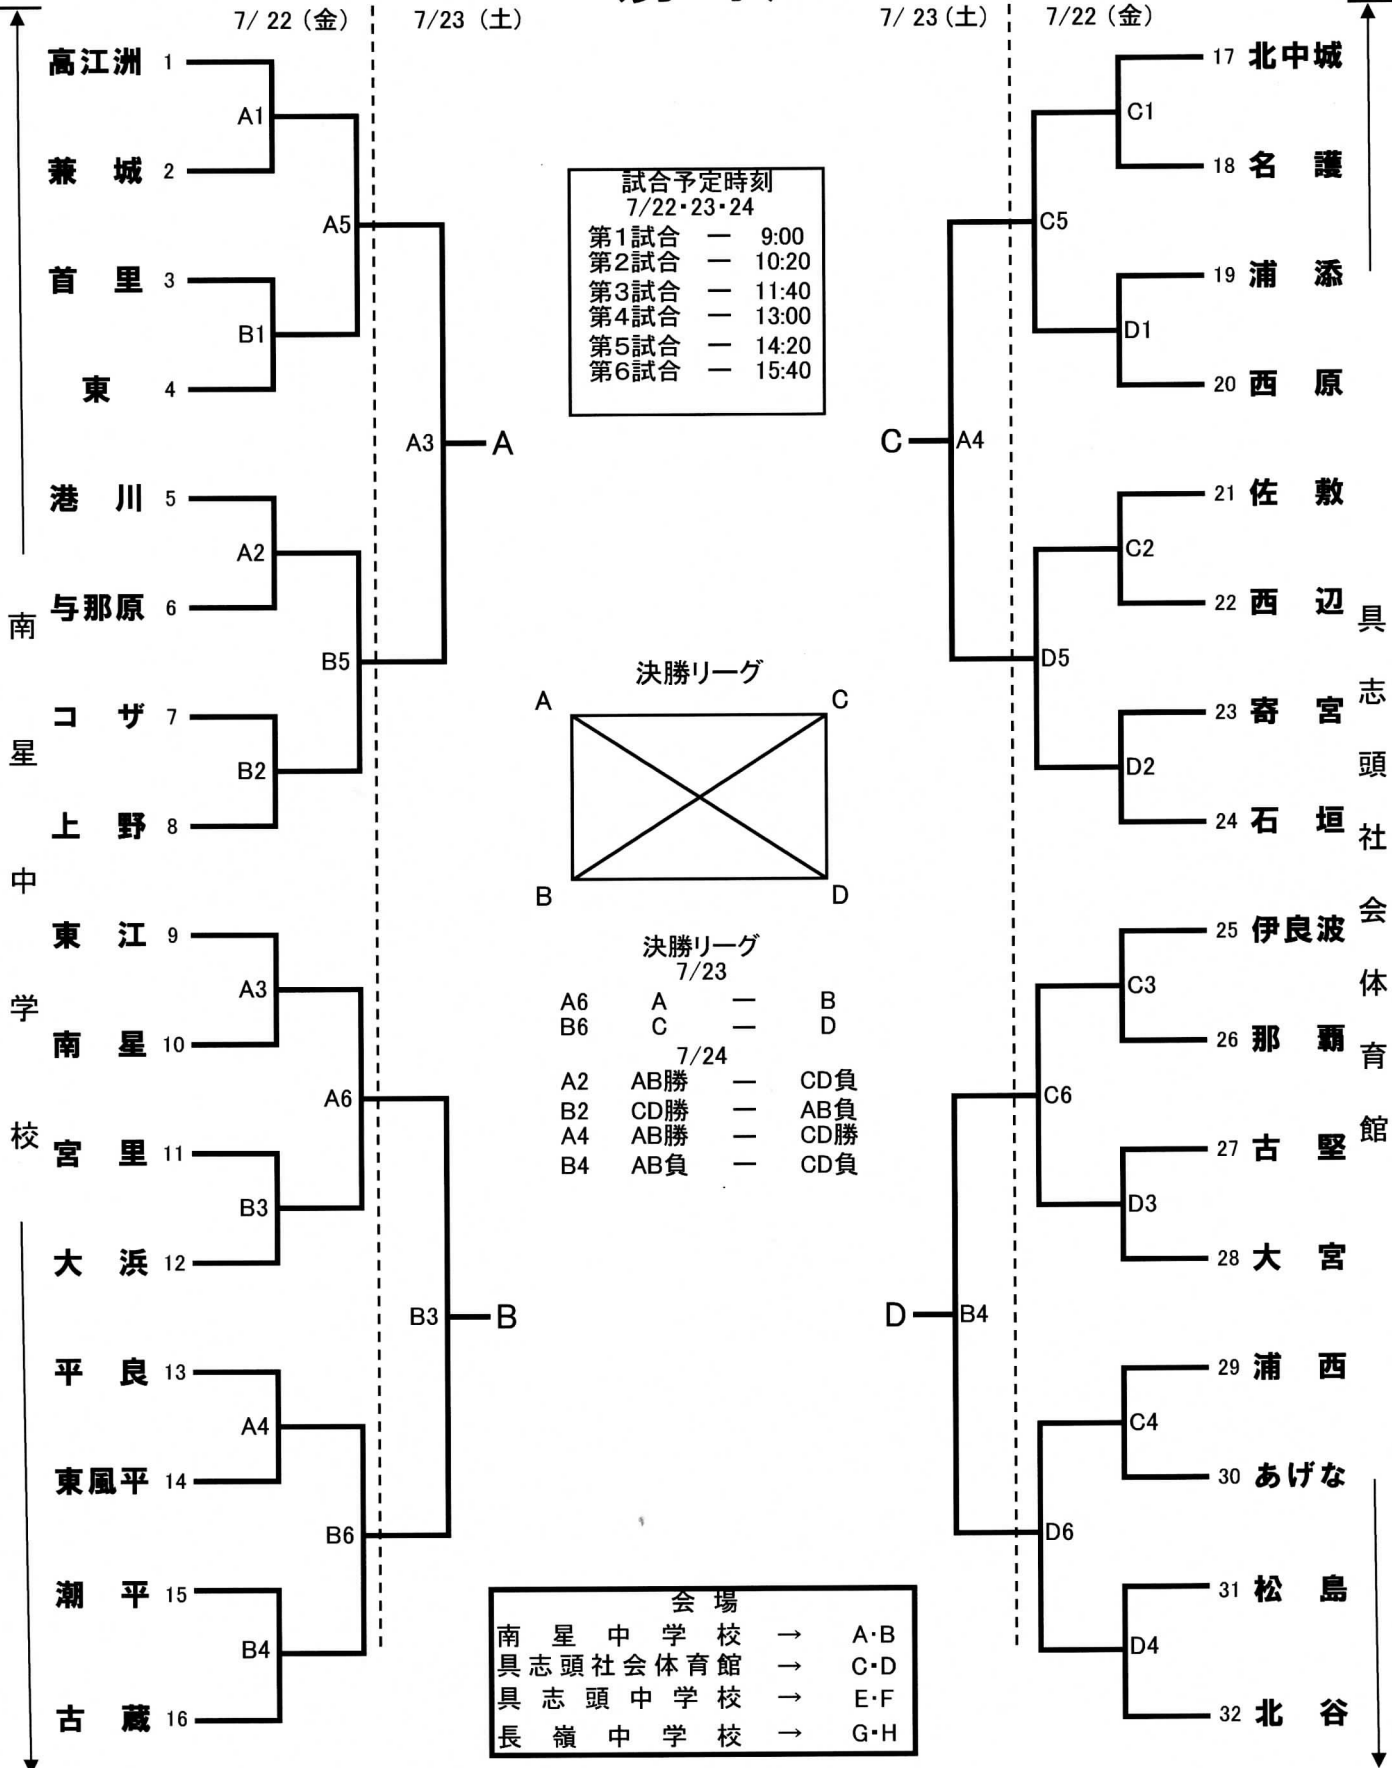 7/ 22（金） 7/23（土）
7/ 23（土） 7/22（金）
高江洲 1
A1
兼城 2
A5
首里 3
B1
東 4
A3 A
港川 5
A2
与那原 6
B5
コザ 7
B2
上野 8
東江 9
A3
南星 10
A6
宮里 11
B3
大浜 12
B3 B
平良 13
A4
東風平 14
B6
潮平 15
B4
古蔵 16
南星中学校
試合予定時刻
7/22・23・24
第1試合 ー 9:00
第2試合 ー 10:20
第3試合 ー 11:40
第4試合 ー 13:00
第5試合 ー 14:20
第6試合 ー 15:40
決勝リーグ
A C
B D
決勝リーグ
7/23
A6 A ー B
B6 C ー D
7/24
A2 AB勝 ー CD負
B2 CD勝 ー AB負
A4 AB勝 ー CD勝
B4 AB負 ー CD負
会場
南星中学校 → A・B
具志頭社会体育館 → C・D
具志頭中学校 → E・F
長嶺中学校 → G・H
17 北中城
C1
18 名護
C5
19 浦添
D1
20 西原
C A4
21 佐敷
C2
22 西辺
D5
23 寄宮
D2
24 石垣
25 伊良波
C3
26 那覇
C6
27 古堅
D3
28 大宮
D B4
29 浦西
C4
30 あげな
D6
31 松島
D4
32 北谷
具志頭社会体育館